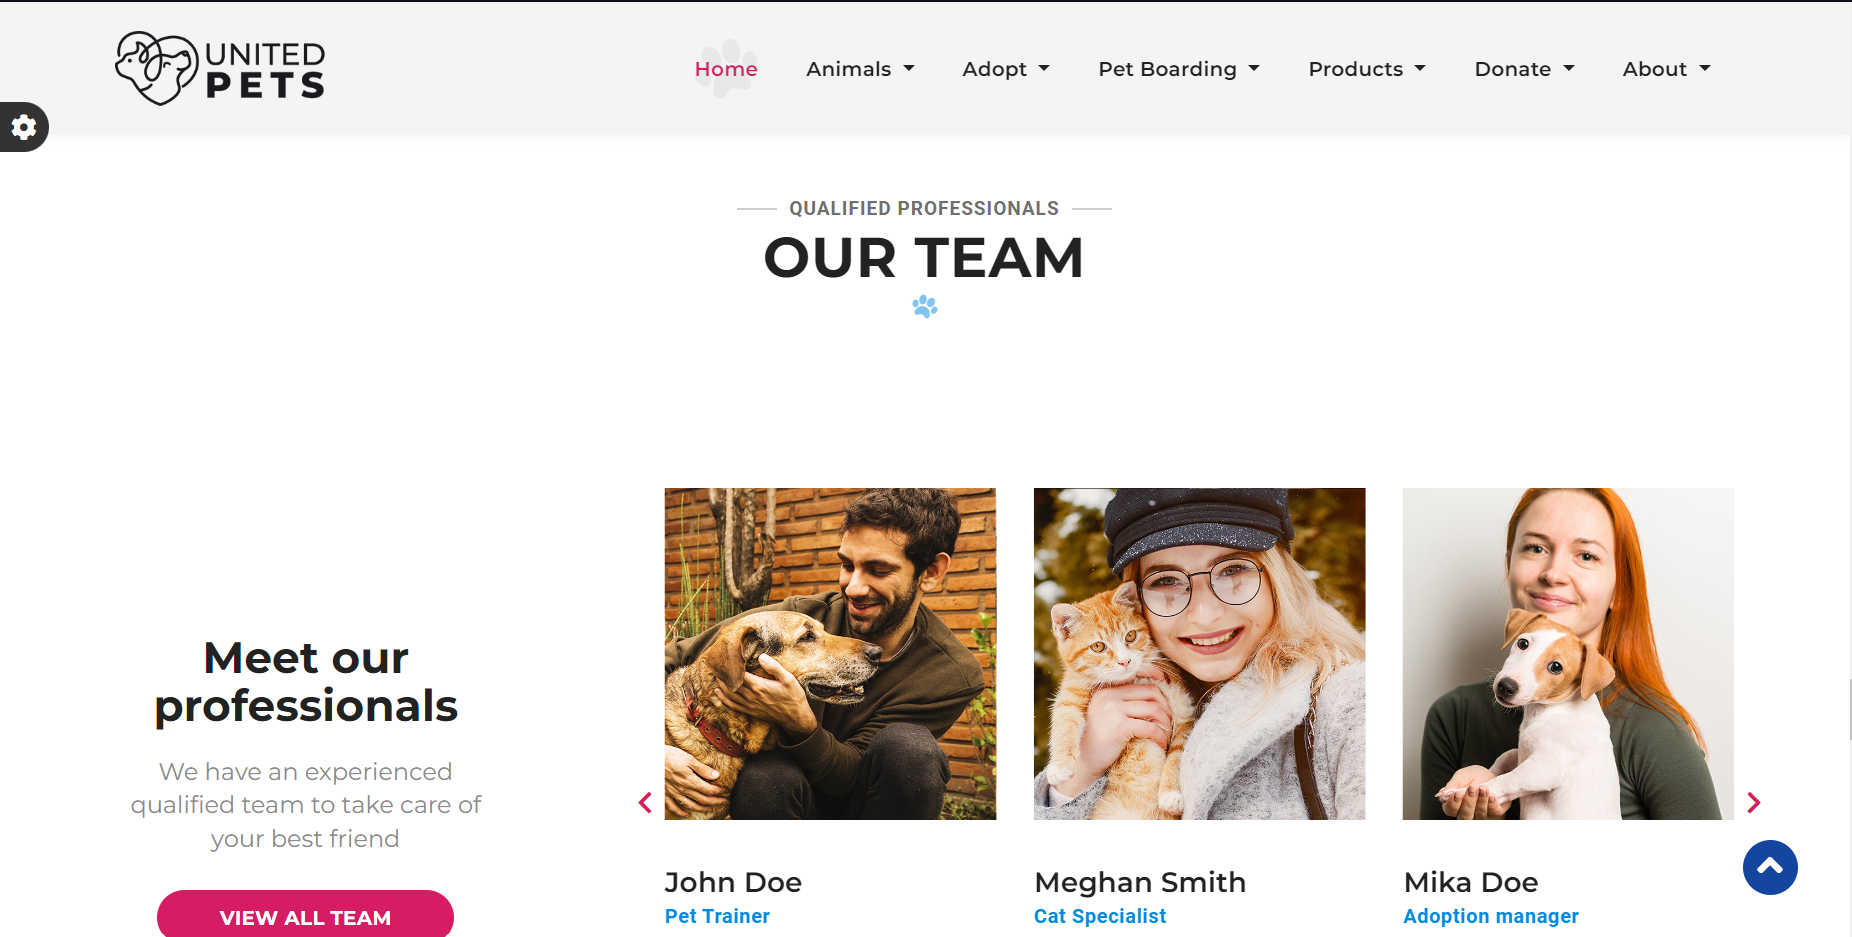 UNITED
PETS
Home Animals Adopt Pet Boarding Products Donate About
QUALIFIED PROFESSIONALS
OUR TEAM
Meet our
professionals
We have an experienced
qualified team to take care of
your best friend
VIEW ALL TEAM
John Doe
Pet Trainer
Meghan Smith
Cat Specialist
Mika Doe
Adoption manager